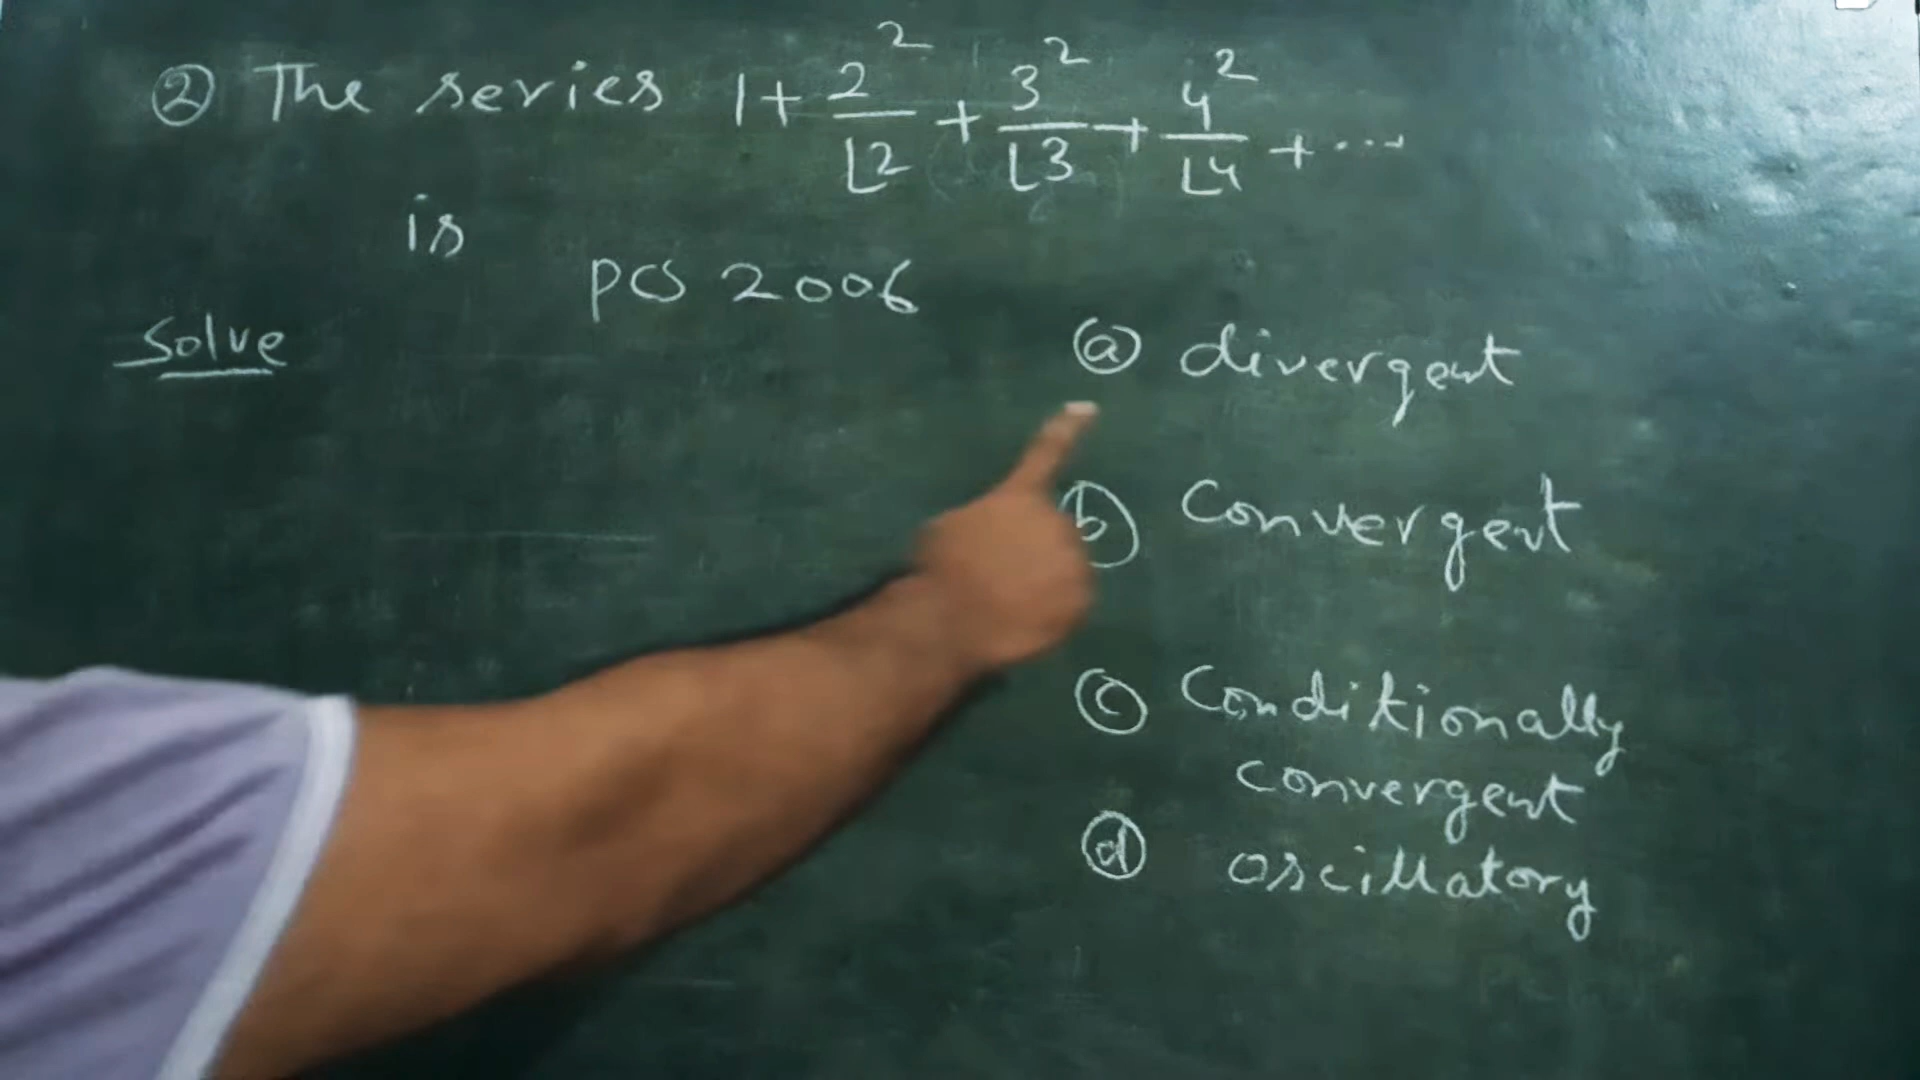 ② The series 1 + 2²/⌊2 + 3²/⌊3 + 4²/⌊4 + ...
is
PCS 2006
Solve
ⓐ divergent
ⓑ Convergent
ⓒ Conditionally
convergent
ⓓ oscillatory